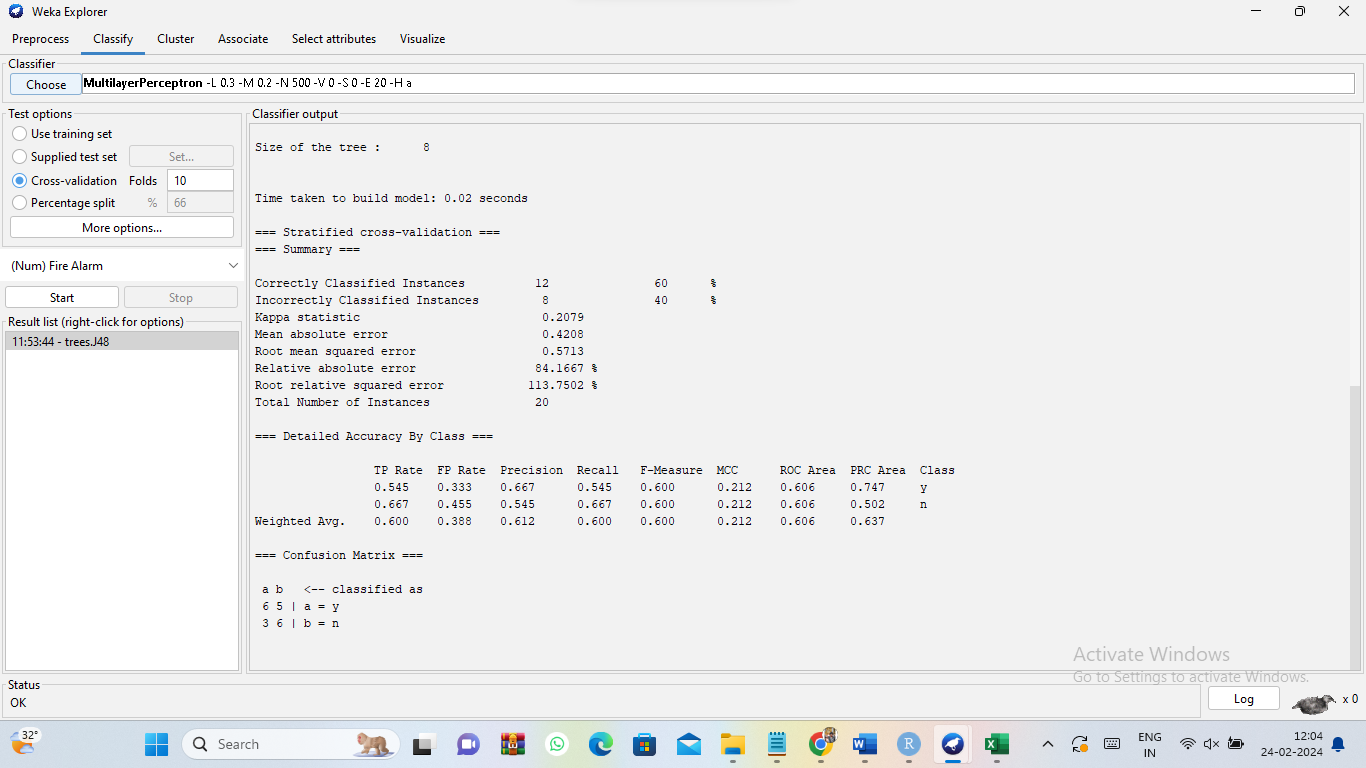 Weka Explorer
Preprocess Classify Cluster Associate Select attributes Visualize
Classifier
Choose MultilayerPerceptron -L 0.3 -M 0.2 -N 500 -V 0 -S 0 -E 20 -H a
Test options
Use training set
Supplied test set Set...
Cross-validation Folds 10
Percentage split % 66
More options...
(Num) Fire Alarm
Start Stop
Result list (right-click for options)
11:53:44 - trees.J48
Classifier output
Size of the tree : 8
Time taken to build model: 0.02 seconds
=== Stratified cross-validation ===
=== Summary ===
Correctly Classified Instances 12 60 %
Incorrectly Classified Instances 8 40 %
Kappa statistic 0.2079
Mean absolute error 0.4208
Root mean squared error 0.5713
Relative absolute error 84.1667 %
Root relative squared error 113.7502 %
Total Number of Instances 20
=== Detailed Accuracy By Class ===
TP Rate FP Rate Precision Recall F-Measure MCC ROC Area PRC Area Class
0.545 0.333 0.667 0.545 0.600 0.212 0.606 0.747 y
0.667 0.455 0.545 0.667 0.600 0.212 0.606 0.502 n
Weighted Avg. 0.600 0.388 0.612 0.600 0.600 0.212 0.606 0.637
=== Confusion Matrix ===
a b <-- classified as
6 5 | a = y
3 6 | b = n
Activate Windows
Go to Settings to activate Windows.
Status
OK
Log x 0
32°
Search
W
R
X
ENG
IN
12:04
24-02-2024